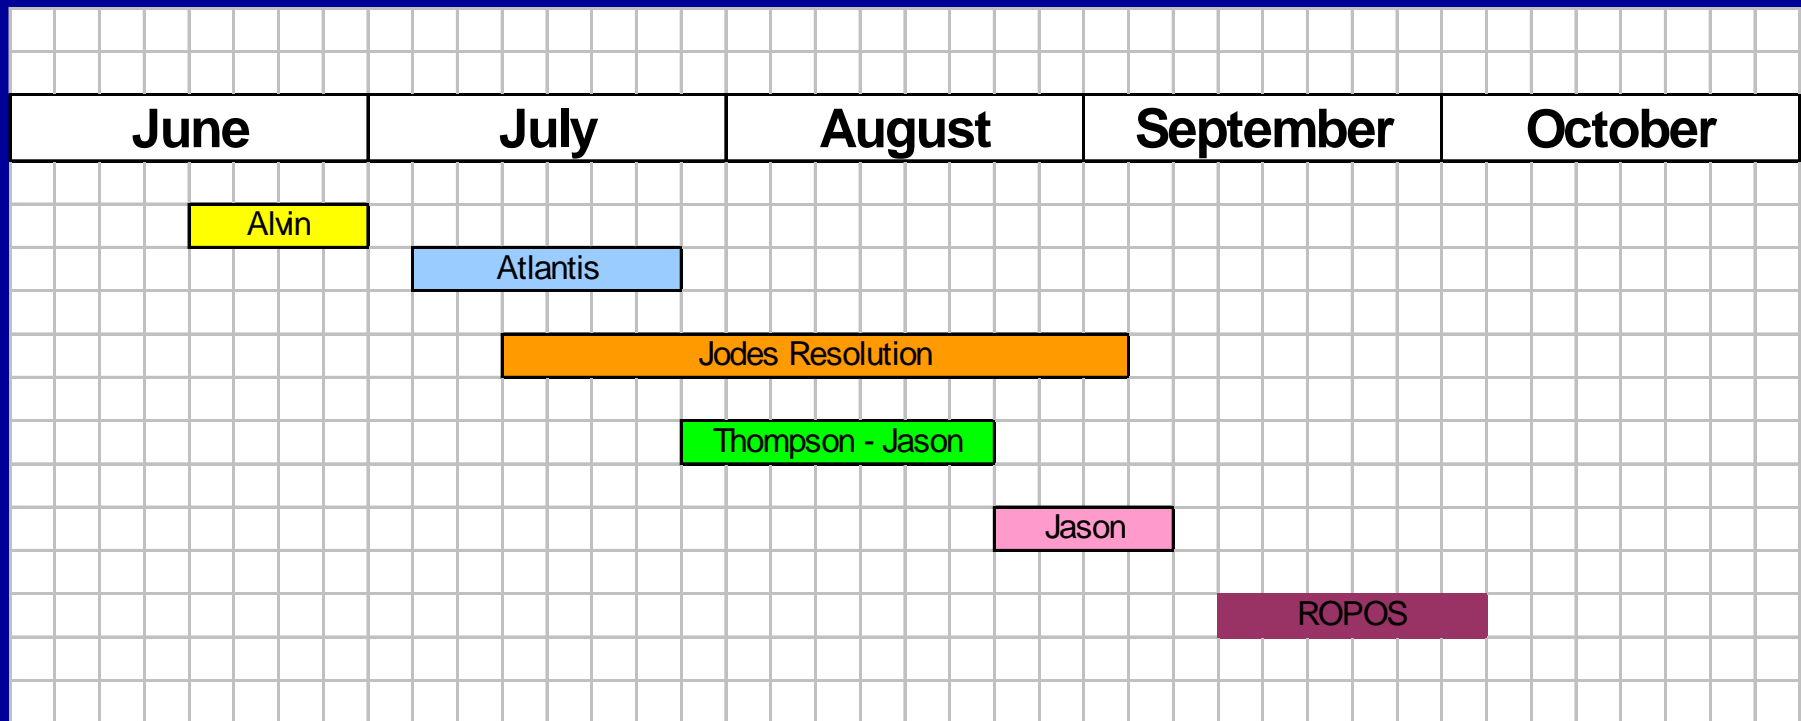 June July August September October
Alvin
Atlantis
Jodes Resolution
Thompson - Jason
Jason
ROPOS